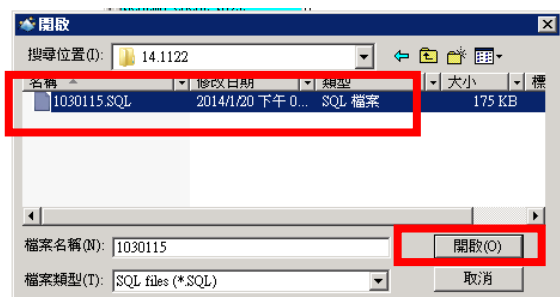 開啟
搜尋位置(I): 14.1122
名稱 修改日期 類型 大小 標
1030115.SQL 2014/1/20 下午 0... SQL 檔案 175 KB
檔案名稱(N): 1030115 開啟(O)
檔案類型(T): SQL files (*.SQL) 取消